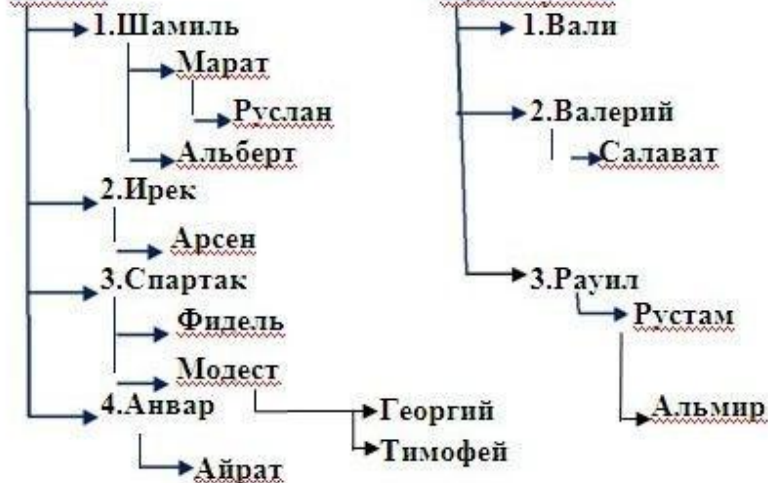 1.Шамиль
Марат
Руслан
Альберт
2.Ирек
Арсен
3.Спартак
Фидель
Модест
4.Анвар
Георгий
Тимофей
Айрат
1.Вали
2.Валерий
Салават
3.Рауил
Рустам
Альмир